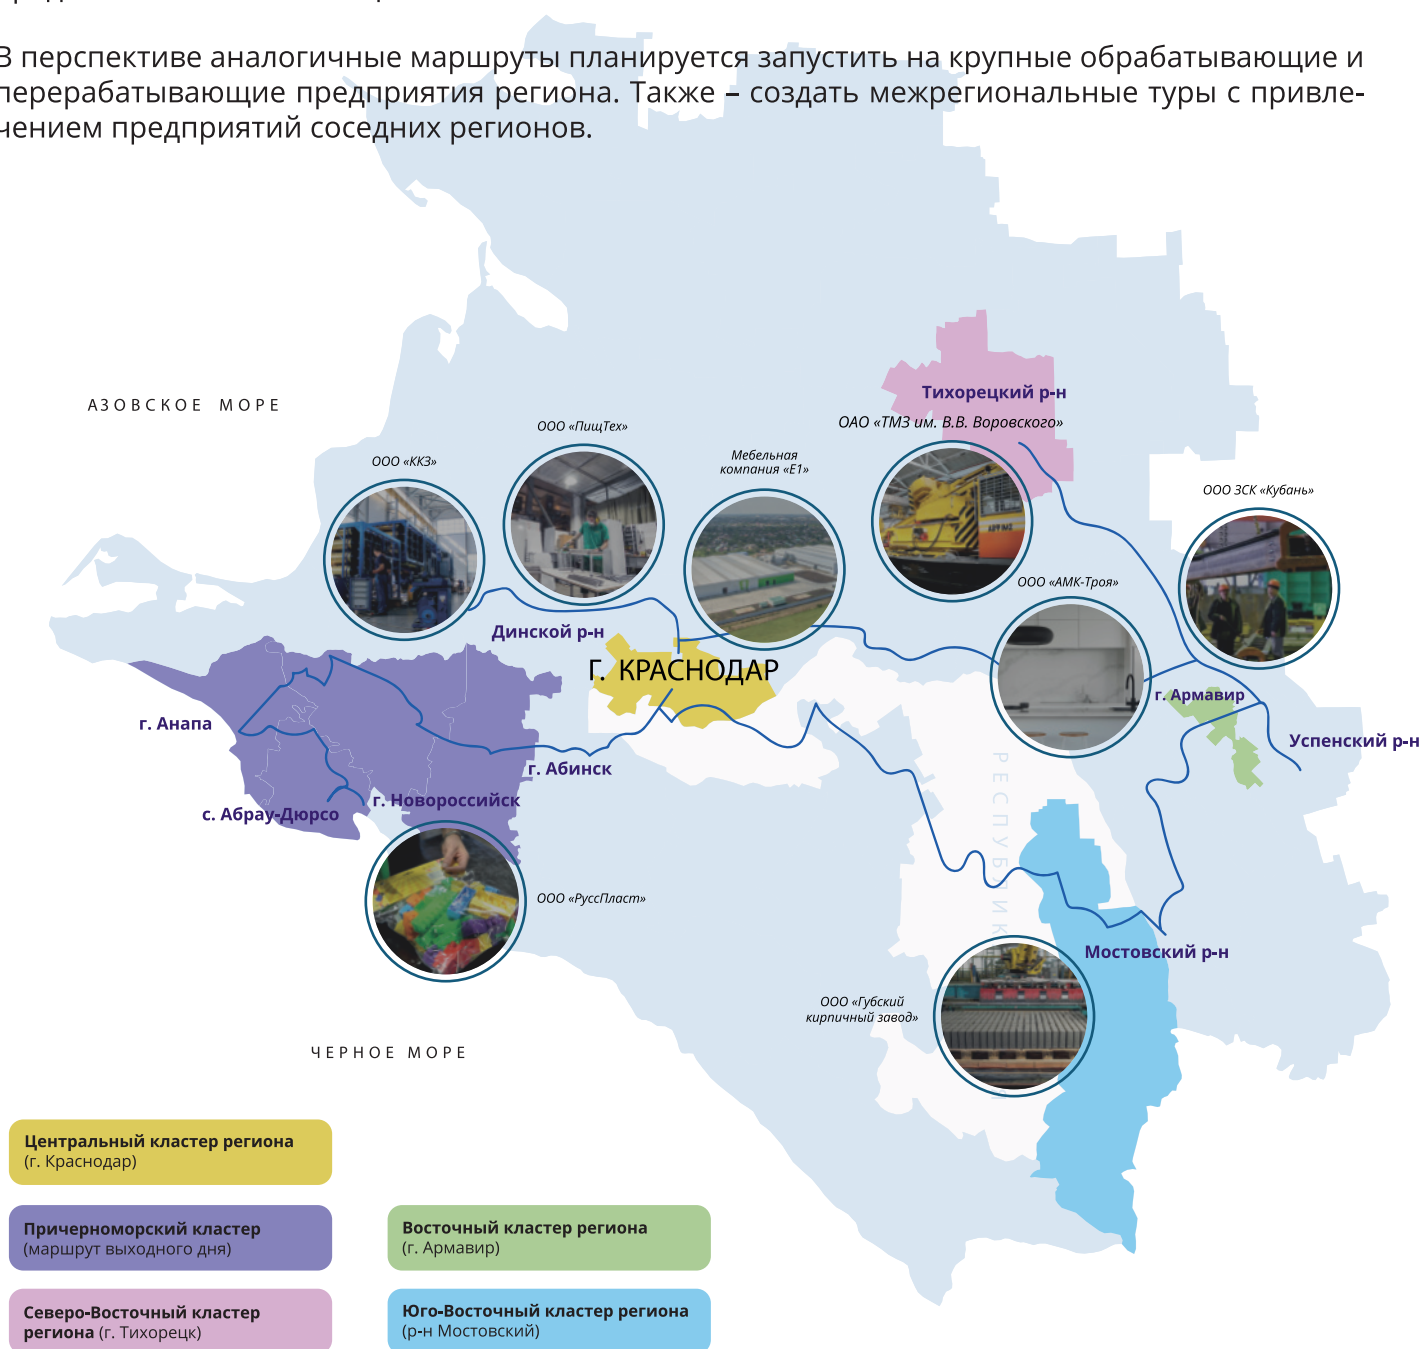 В перспективе аналогичные маршруты планируется запустить на крупные обрабатывающие и
перерабатывающие предприятия региона. Также – создать межрегиональные туры с привле-
чением предприятий соседних регионов.
Тихорецкий р-н
АЗОВСКОЕ МОРЕ
ОАО «ТМЗ им. В.В. Воровского»
ООО «ПищТех»
ООО «ККЗ»
Мебельная
компания «Е1»
ООО ЗСК «Кубань»
ООО «АМК-Троя»
Динской р-н
Г. КРАСНОДАР
г. Армавир
г. Анапа
Успенский р-н
г. Абинск
г. Новороссийск
с. Абрау-Дюрсо
РЕСПУБЛИК
ООО «РуссПласт»
Мостовский р-н
ООО «Губский
кирпичный завод»
ЧЕРНОЕ МОРЕ
Центральный кластер региона
(г. Краснодар)
Причерноморский кластер
(маршрут выходного дня)
Восточный кластер региона
(г. Армавир)
Северо-Восточный кластер
региона (г. Тихорецк)
Юго-Восточный кластер региона
(р-н Мостовский)